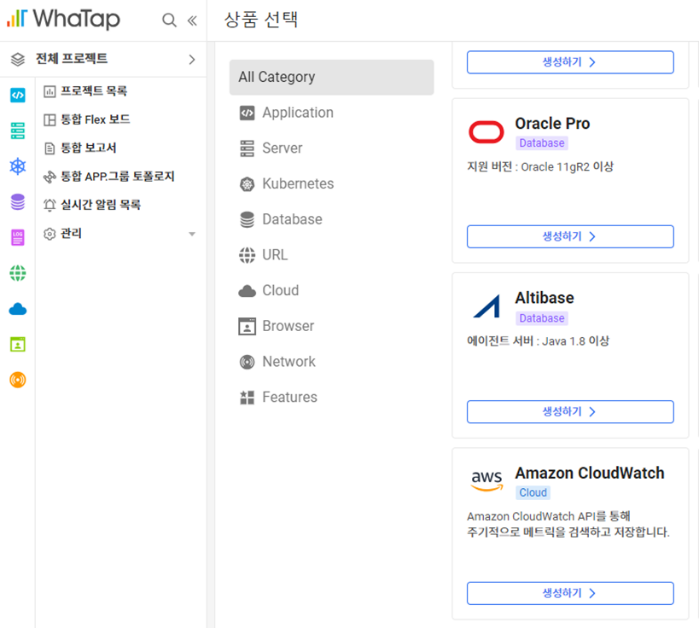 WhaTap
상품 선택
전체 프로젝트
프로젝트 목록
통합 Flex 보드
통합 보고서
통합 APP.그룹 토폴로지
실시간 알림 목록
관리
LOG
All Category
Application
Server
Kubernetes
Database
URL
Cloud
Browser
Network
Features
생성하기
Oracle Pro
Database
지원 버전 : Oracle 11gR2 이상
생성하기
Altibase
Database
에이전트 서버 : Java 1.8 이상
생성하기
aws
Amazon CloudWatch
Cloud
Amazon CloudWatch API를 통해
주기적으로 메트릭을 검색하고 저장합니다.
생성하기